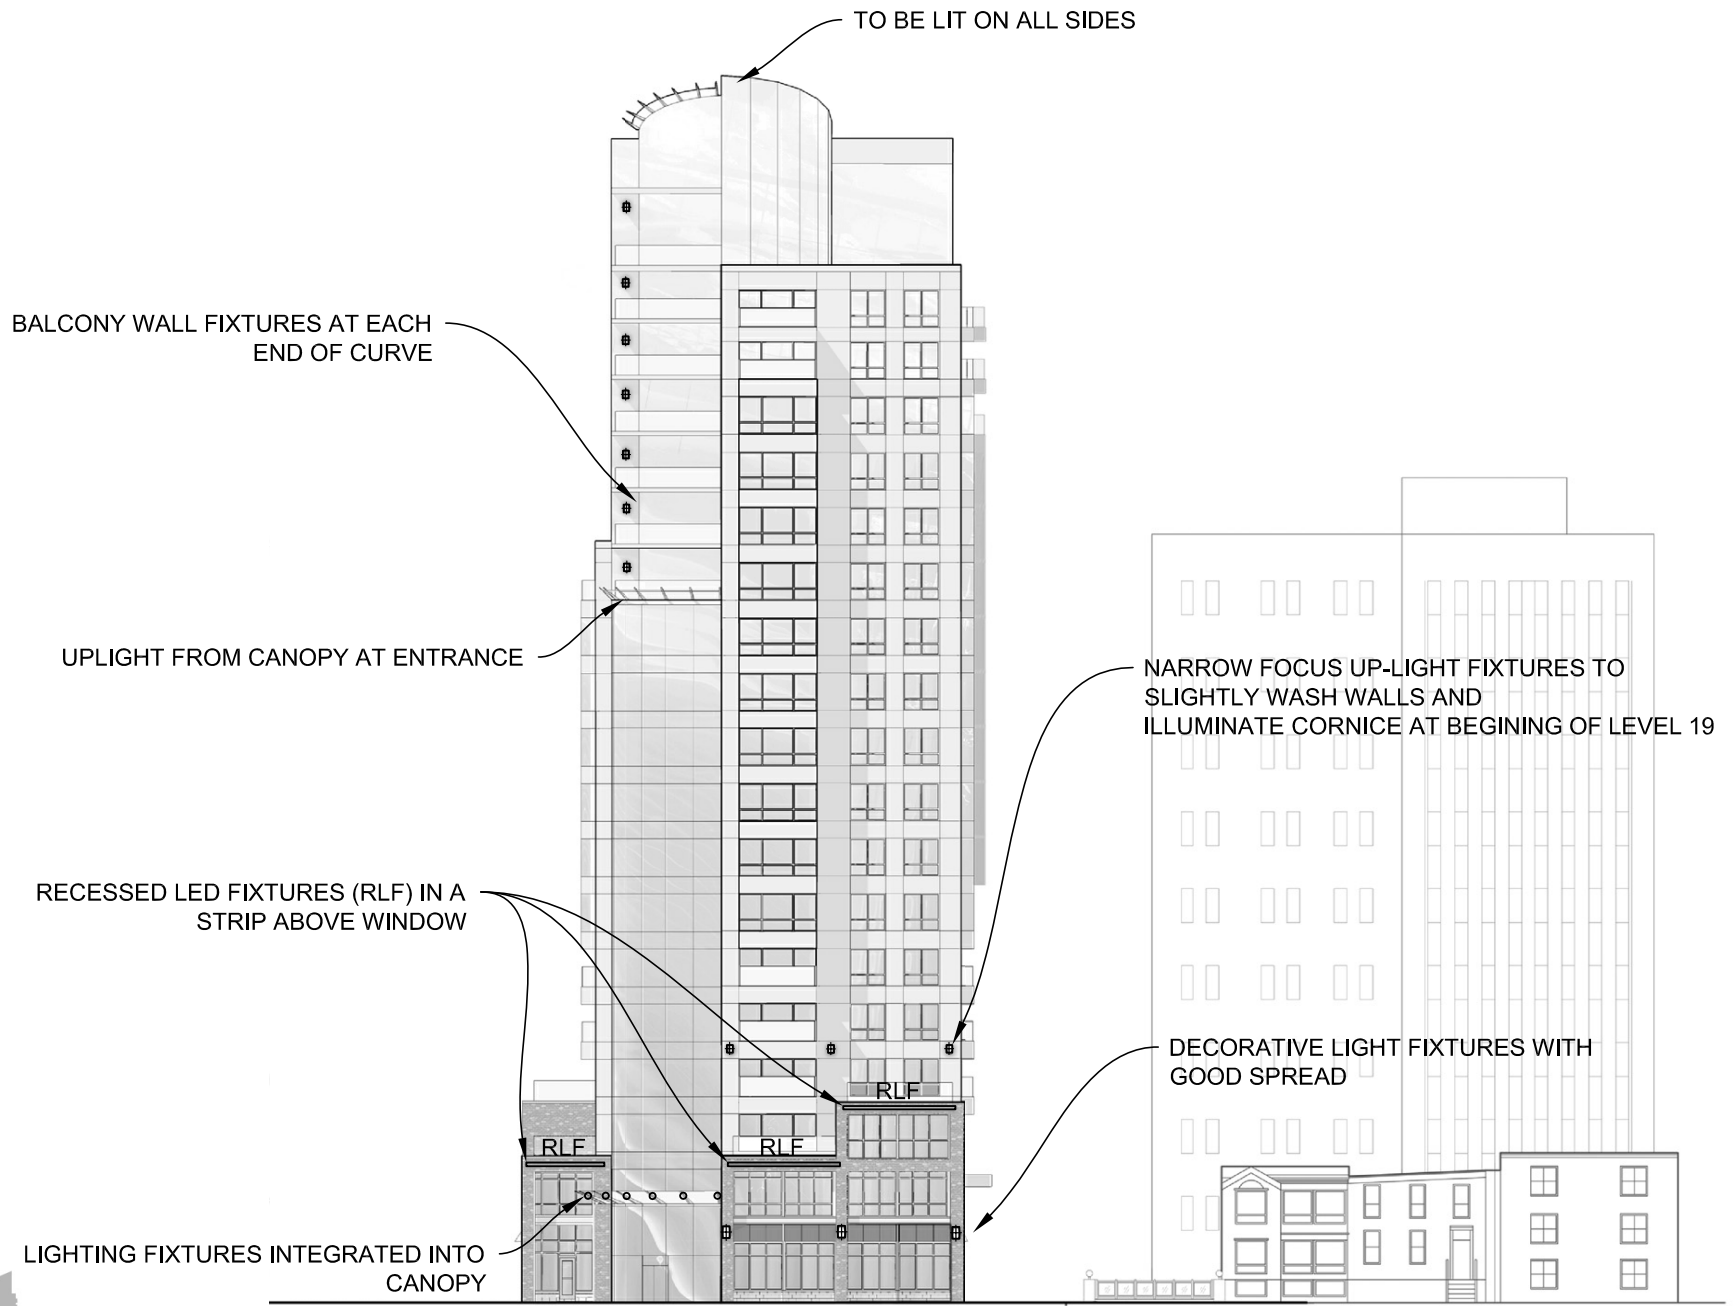 TO BE LIT ON ALL SIDES
BALCONY WALL FIXTURES AT EACH
END OF CURVE
UPLIGHT FROM CANOPY AT ENTRANCE
NARROW FOCUS UP-LIGHT FIXTURES TO
SLIGHTLY WASH WALLS AND
ILLUMINATE CORNICE AT BEGINING OF LEVEL 19
RECESSED LED FIXTURES (RLF) IN A
STRIP ABOVE WINDOW
DECORATIVE LIGHT FIXTURES WITH
GOOD SPREAD
RLF
RLF
RLF
LIGHTING FIXTURES INTEGRATED INTO
CANOPY